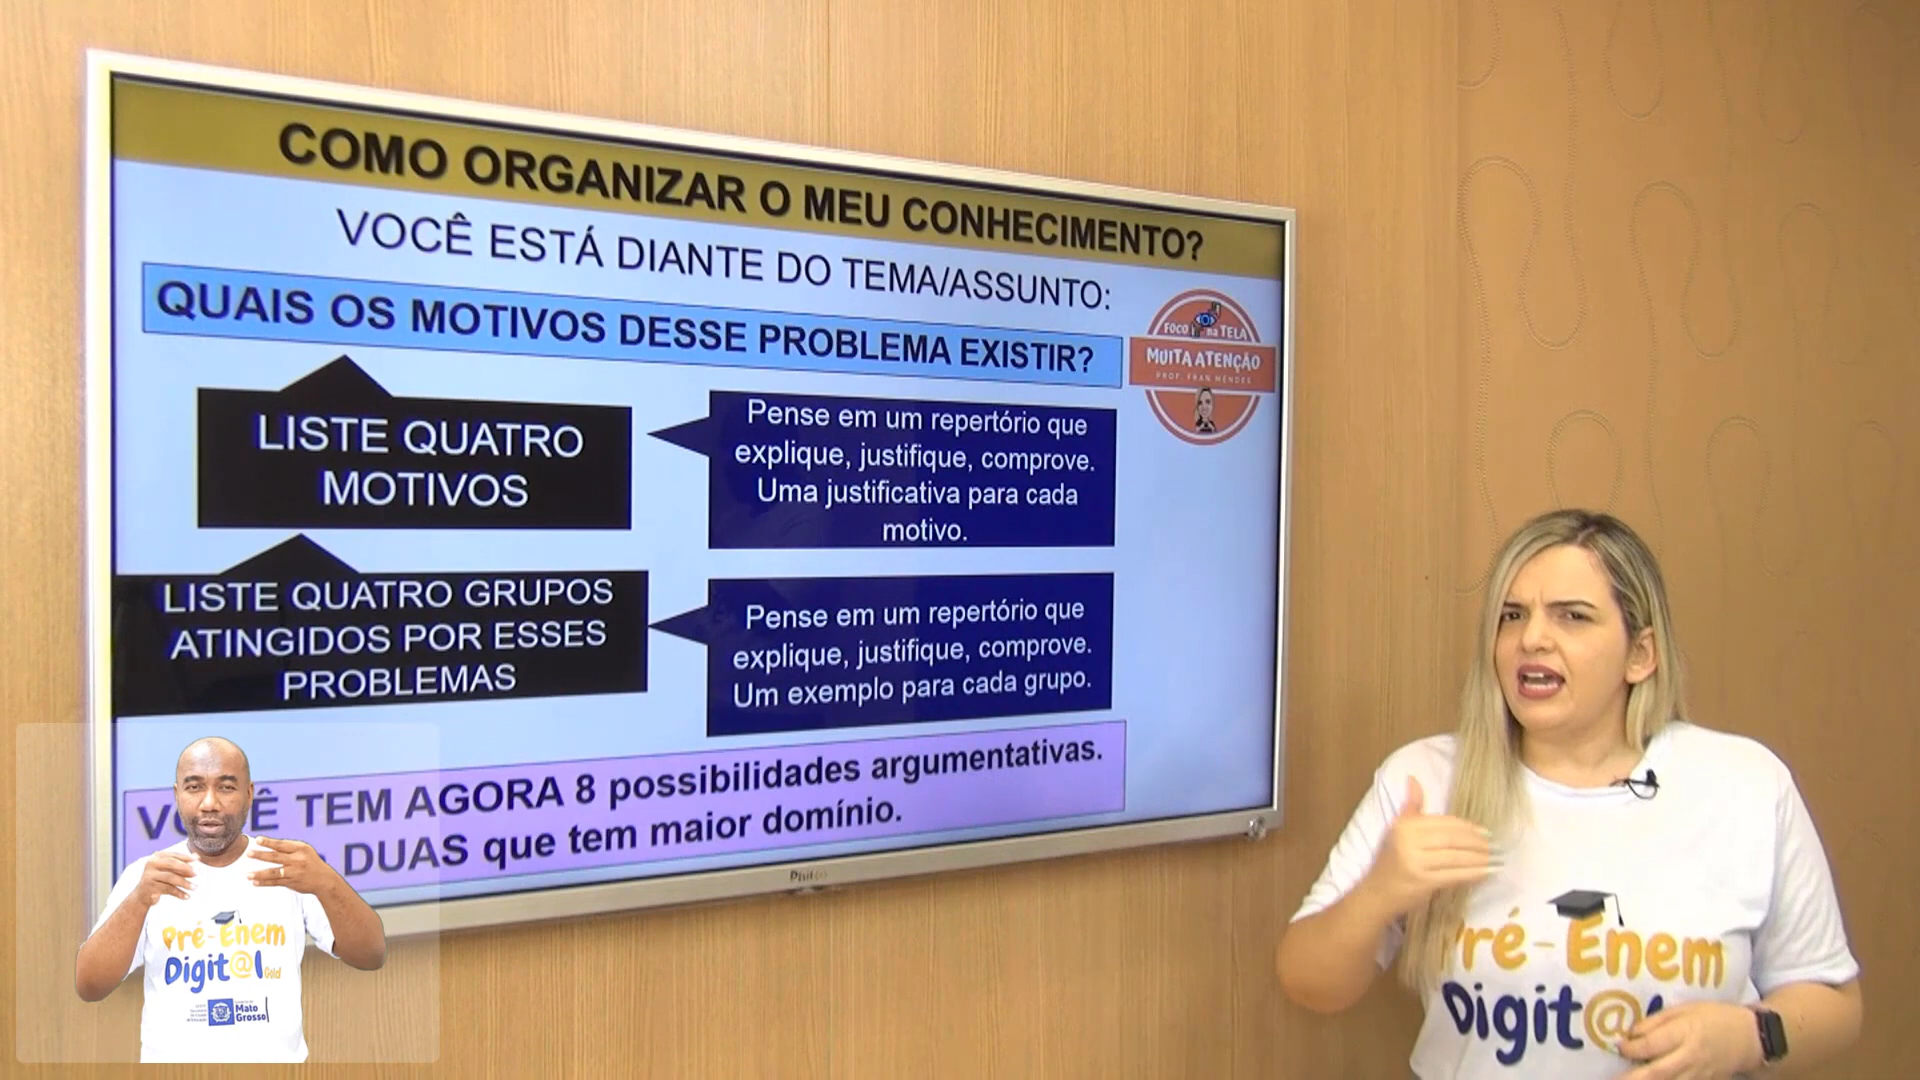 COMO ORGANIZAR O MEU CONHECIMENTO?
VOCÊ ESTÁ DIANTE DO TEMA/ASSUNTO:
QUAIS OS MOTIVOS DESSE PROBLEMA EXISTIR?
FOCO na TELA
MUITA ATENÇÃO
PROF. FRAN MENDES
LISTE QUATRO
MOTIVOS
Pense em um repertório que
explique, justifique, comprove.
Uma justificativa para cada
motivo.
LISTE QUATRO GRUPOS
ATINGIDOS POR ESSES
PROBLEMAS
Pense em um repertório que
explique, justifique, comprove.
Um exemplo para cada grupo.
TEM AGORA 8 possibilidades argumentativas.
DUAS que tem maior domínio.
Philco
Pré-Enem
Digit@l
Gold
Mato
Grosso
Pré-Enem
Digit@l